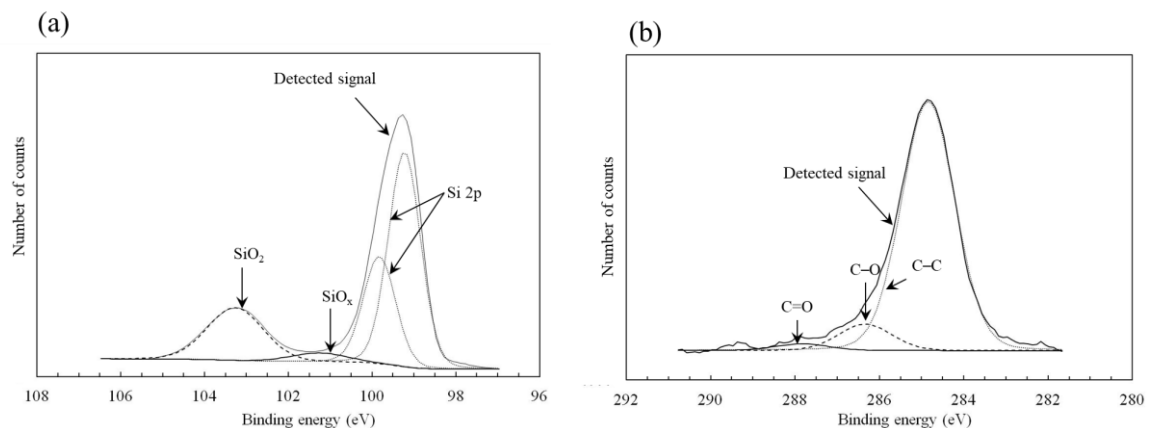 (a)
Number of counts
Detected signal
Si 2p
SiO₂
SiOₓ
108 106 104 102 100 98 96
Binding energy (eV)
(b)
Number of counts
Detected signal
C–O
C–C
C=O
292 290 288 286 284 282 280
Binding energy (eV)